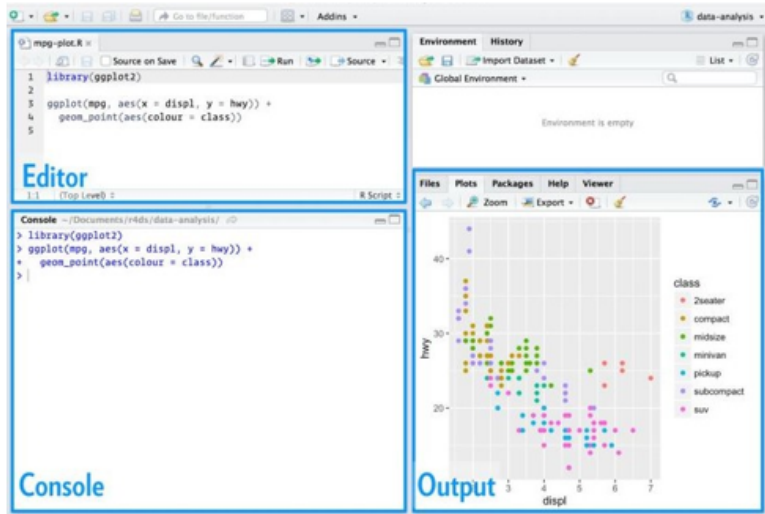 Go to file/function
Addins
data-analysis
mpg-plot.R
Source on Save
Run
Source
1 library(ggplot2)
2
3 ggplot(mpg, aes(x = displ, y = hwy)) +
4 geom_point(aes(colour = class))
5
Editor
1:1 (Top Level)
R Script
Console ~/Documents/r4ds/data-analysis/
> library(ggplot2)
> ggplot(mpg, aes(x = displ, y = hwy)) +
+ geom_point(aes(colour = class))
>
Console
Environment History
Import Dataset
List
Global Environment
Environment is empty
Files Plots Packages Help Viewer
Zoom Export
40
30
20
hwy
3 4 5 6 7
displ
class
2seater
compact
midsize
minivan
pickup
subcompact
suv
Output